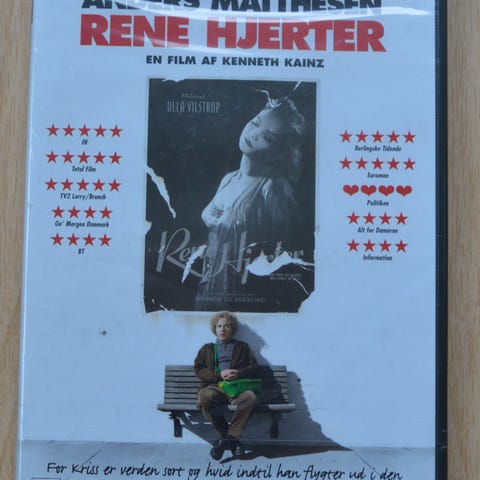 ANDERS MATTHESEN
RENE HJERTER
EN FILM AF KENNETH KAINZ
ULLA VILSTRUP
Rene Hjerter
IN
Total Film
TV2 Lorry/Branch
Go' Morgen Danmark
BT
Berlingske Tidende
Euroman
Politiken
Alt for Damerne
Information
For Kriss er verden sort og hvid indtil han flygter ud i den